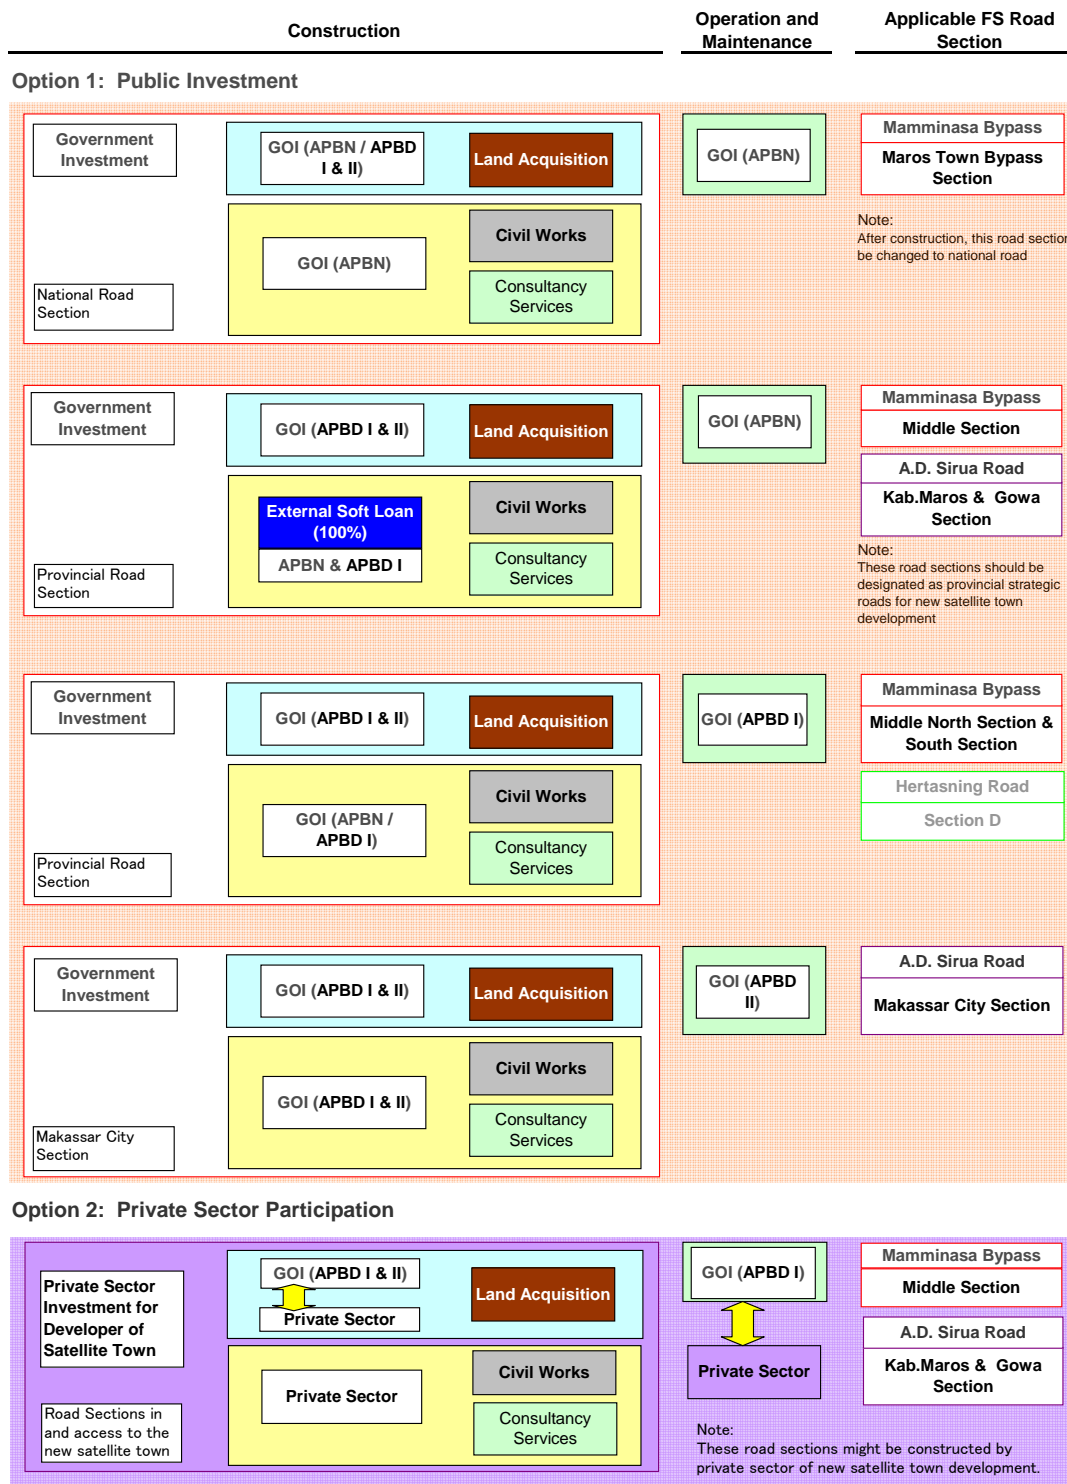 Construction
Operation and
Maintenance
Applicable FS Road
Section
Option 1:  Public Investment
Government
Investment
GOI (APBN / APBD
I & II)
Land Acquisition
GOI (APBN)
Civil Works
Consultancy
Services
National Road
Section
GOI (APBN)
Mamminasa Bypass
Maros Town Bypass
Section
Note:
After construction, this road section
be changed to national road
Government
Investment
GOI (APBD I & II)
Land Acquisition
External Soft Loan
(100%)
APBN & APBD I
Civil Works
Consultancy
Services
Provincial Road
Section
GOI (APBN)
Mamminasa Bypass
Middle Section
A.D. Sirua Road
Kab.Maros &  Gowa
Section
Note:
These road sections should be
designated as provincial strategic
roads for new satellite town
development
Government
Investment
GOI (APBD I & II)
Land Acquisition
GOI (APBN /
APBD I)
Civil Works
Consultancy
Services
Provincial Road
Section
GOI (APBD I)
Mamminasa Bypass
Middle North Section &
South Section
Hertasning Road
Section D
Government
Investment
GOI (APBD I & II)
Land Acquisition
GOI (APBD I & II)
Civil Works
Consultancy
Services
Makassar City
Section
GOI (APBD
II)
A.D. Sirua Road
Makassar City Section
Option 2:  Private Sector Participation
Private Sector
Investment for
Developer of
Satellite Town
GOI (APBD I & II)
Private Sector
Land Acquisition
Private Sector
Civil Works
Consultancy
Services
Road Sections in
and access to the
new satellite town
GOI (APBD I)
Private Sector
Mamminasa Bypass
Middle Section
A.D. Sirua Road
Kab.Maros &  Gowa
Section
Note:
These road sections might be constructed by
private sector of new satellite town development.